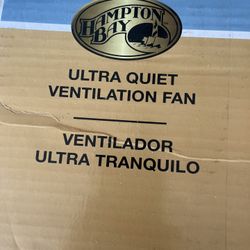 HAMPTON
BAY
ULTRA QUIET
VENTILATION FAN
VENTILADOR
ULTRA TRANQUILO